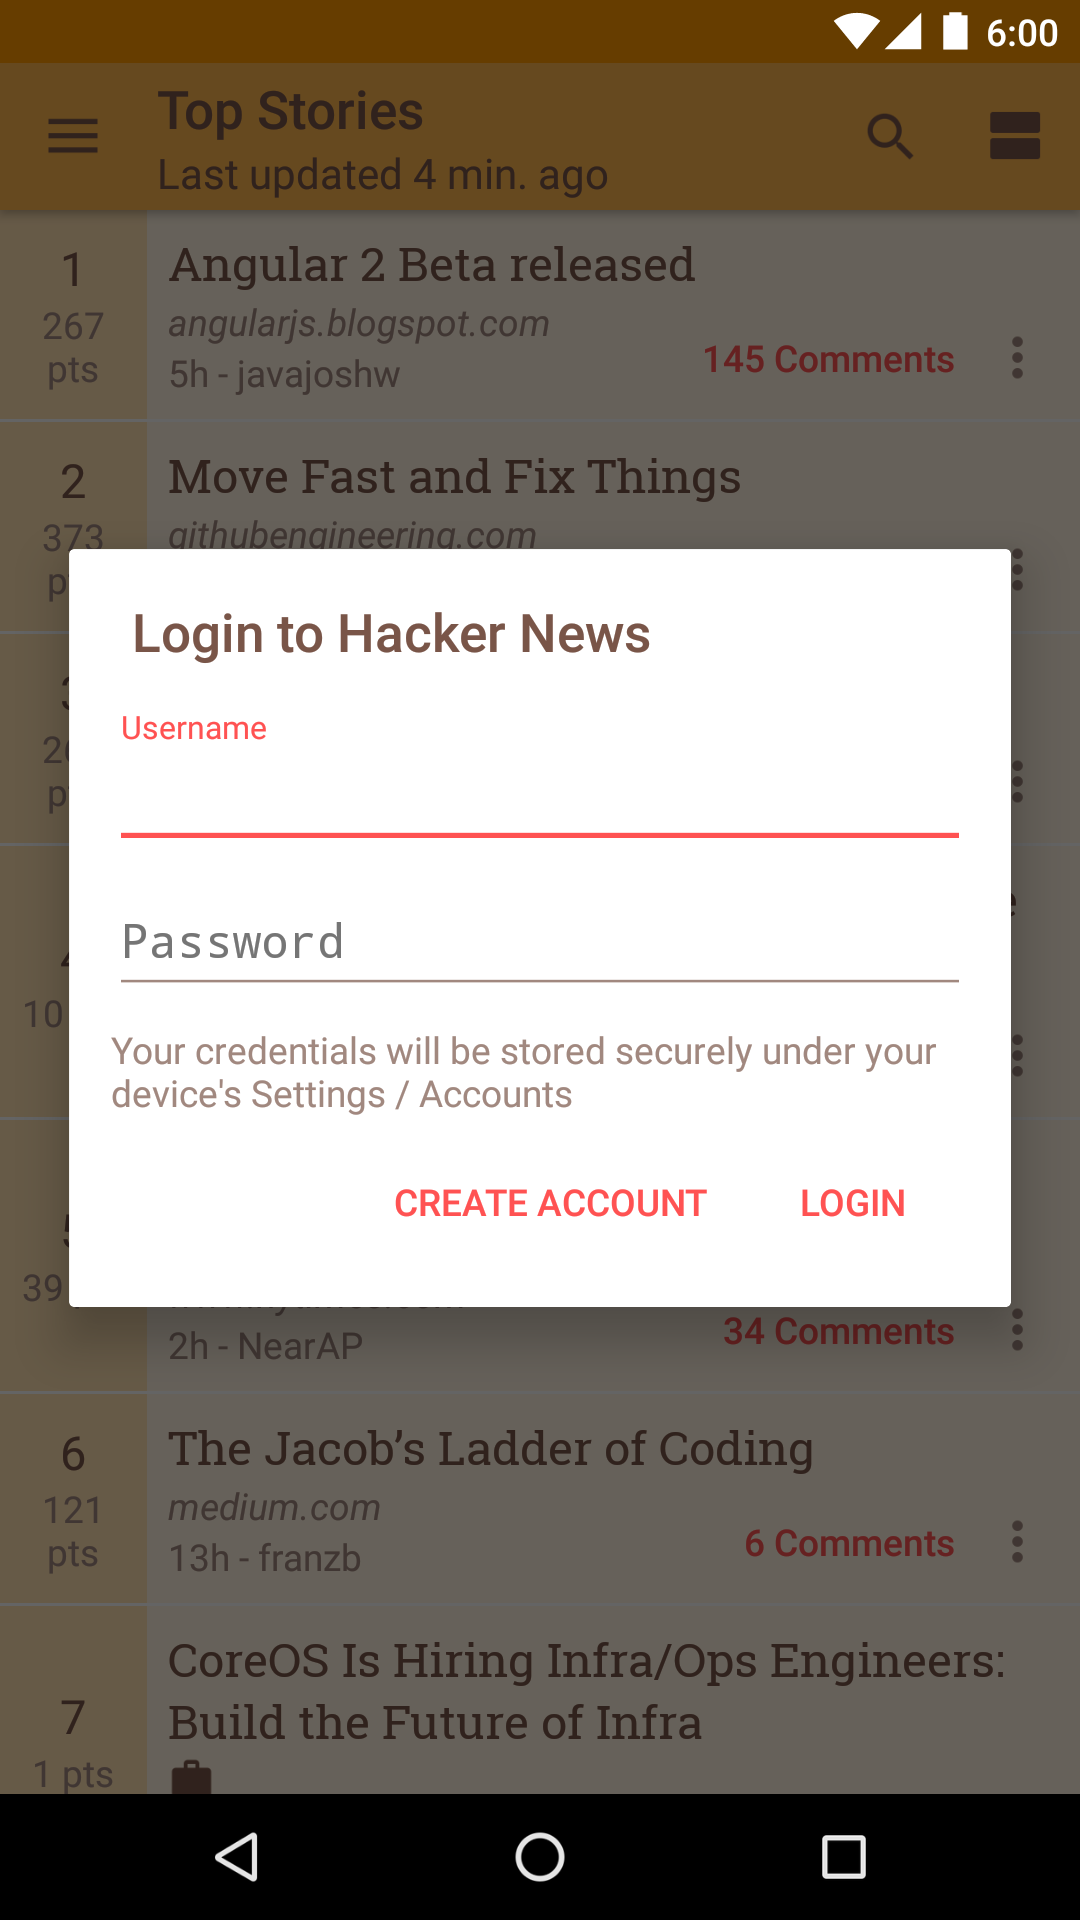 6:00
Top Stories
Last updated 4 min. ago
1
267
pts
Angular 2 Beta released
angularjs.blogspot.com
5h - javajoshw
145 Comments
2
373
Move Fast and Fix Things
githubengineering.com
Login to Hacker News
Username
Password
Your credentials will be stored securely under your
device's Settings / Accounts
CREATE ACCOUNT
LOGIN
10
39
2h - NearAP
34 Comments
6
121
pts
The Jacob’s Ladder of Coding
medium.com
13h - franzb
6 Comments
7
1 pts
CoreOS Is Hiring Infra/Ops Engineers:
Build the Future of Infra